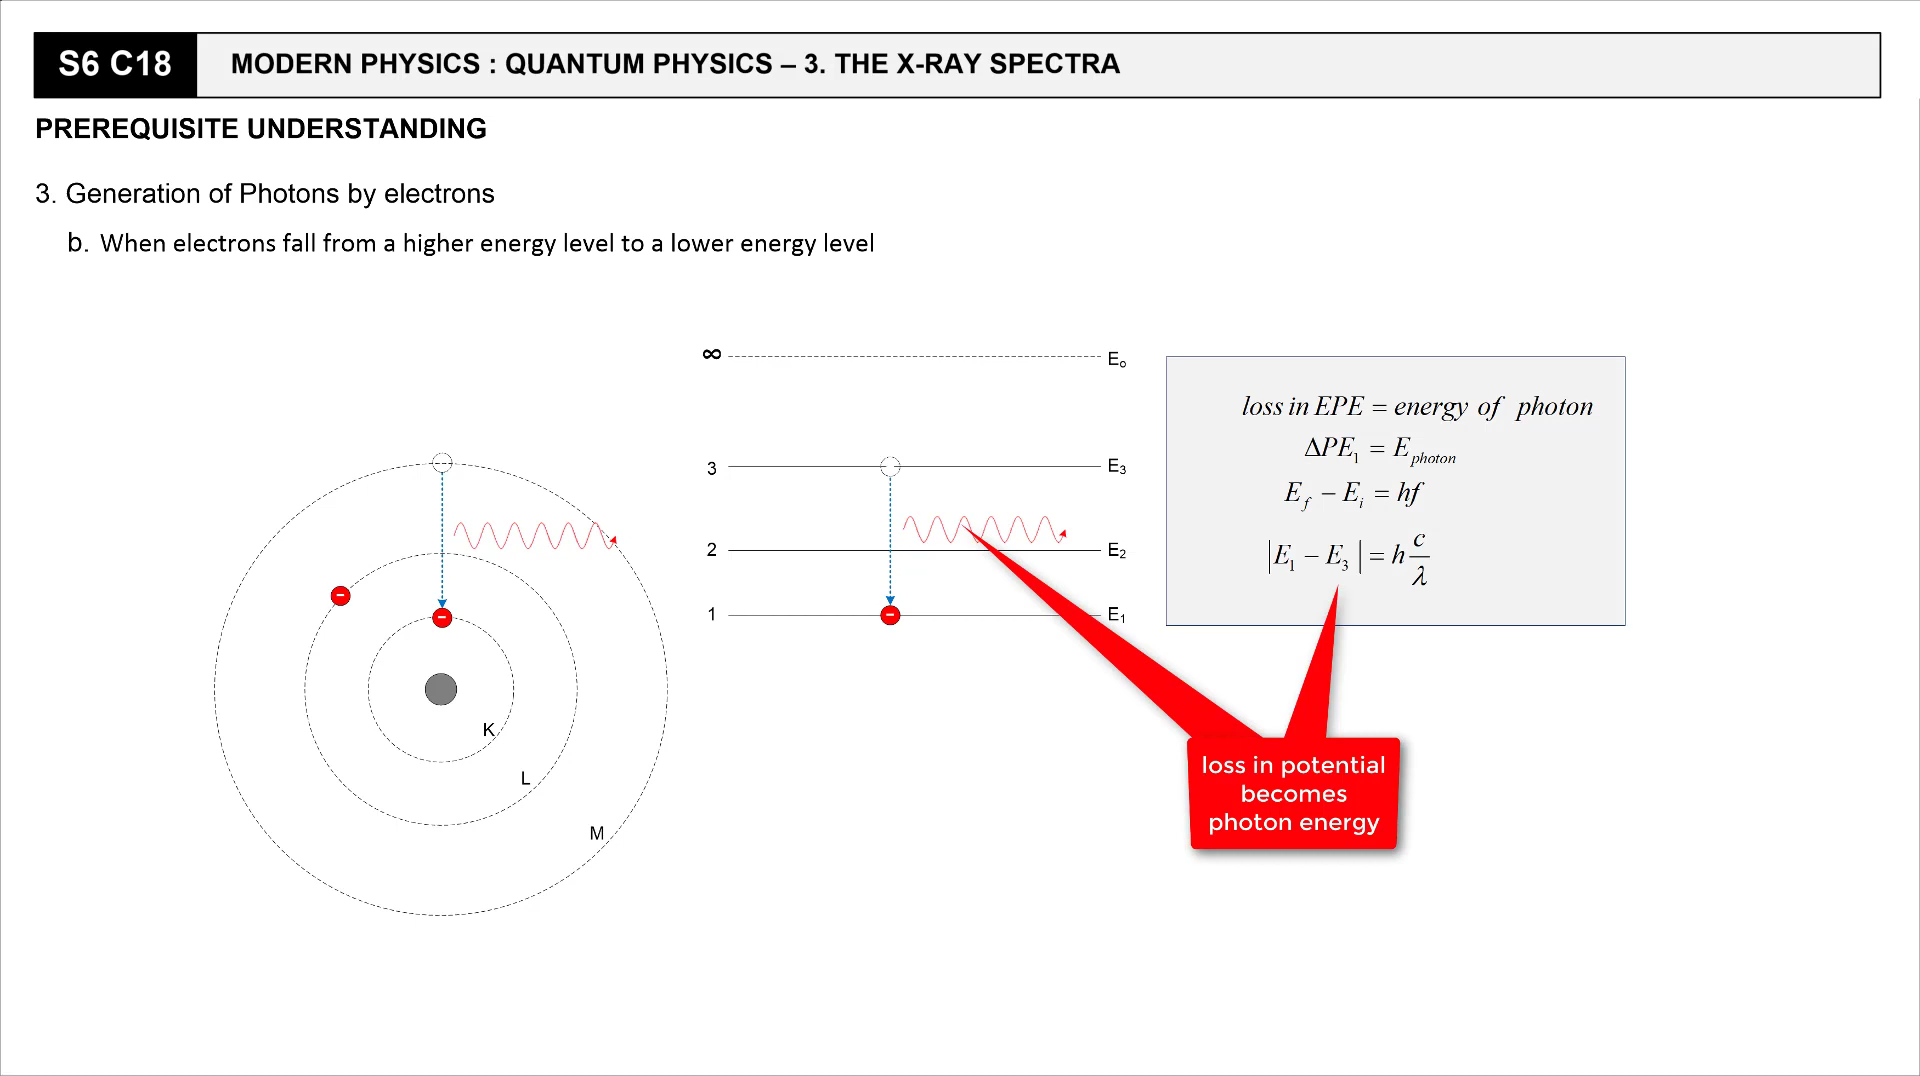 S6 C18
MODERN PHYSICS : QUANTUM PHYSICS – 3. THE X-RAY SPECTRA
PREREQUISITE UNDERSTANDING
3. Generation of Photons by electrons
b. When electrons fall from a higher energy level to a lower energy level
∞
E₀
3
E₃
2
E₂
1
E₁
K
L
M
loss in EPE = energy of photon
ΔPE₁ = E_photon
E_f − E_i = hf
|E₁ − E₃| = h c/λ
loss in potential
becomes
photon energy